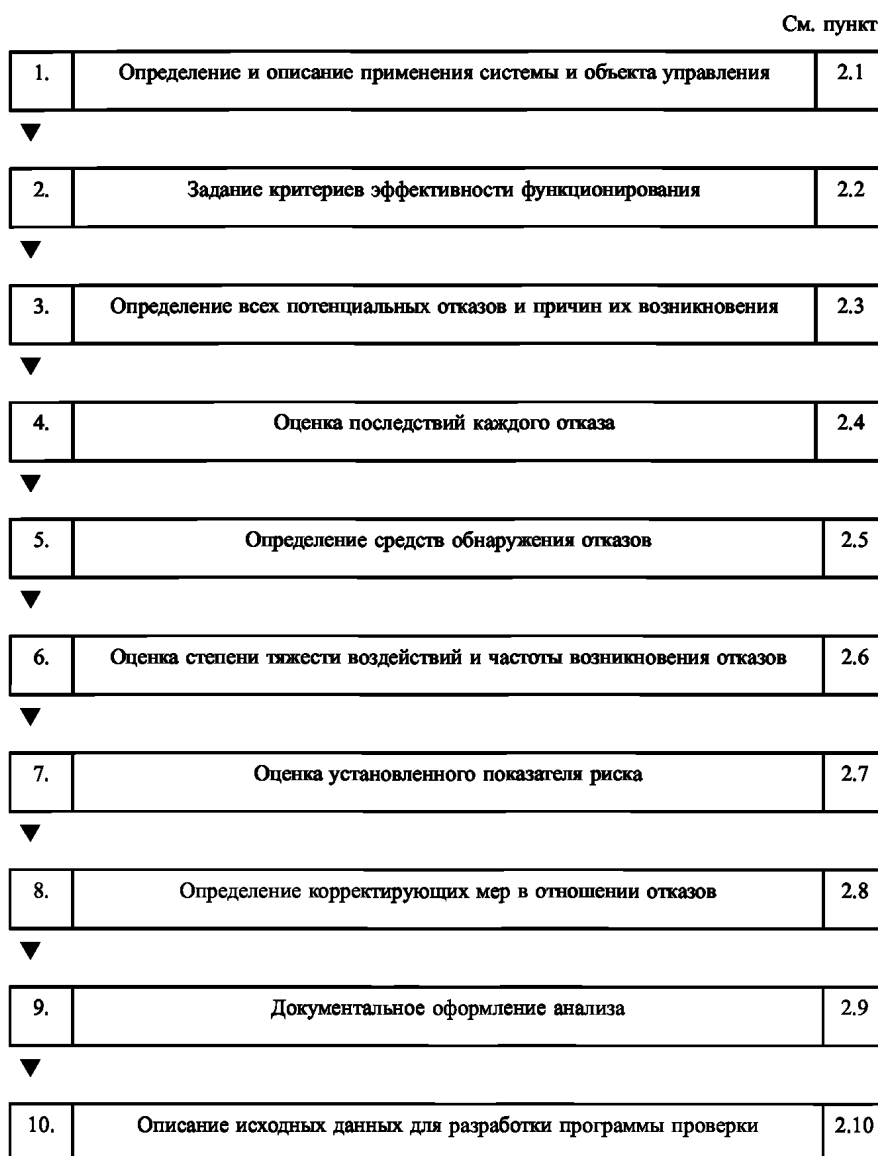 См. пункт
1. Определение и описание применения системы и объекта управления 2.1
2. Задание критериев эффективности функционирования 2.2
3. Определение всех потенциальных отказов и причин их возникновения 2.3
4. Оценка последствий каждого отказа 2.4
5. Определение средств обнаружения отказов 2.5
6. Оценка степени тяжести воздействий и частоты возникновения отказов 2.6
7. Оценка установленного показателя риска 2.7
8. Определение корректирующих мер в отношении отказов 2.8
9. Документальное оформление анализа 2.9
10. Описание исходных данных для разработки программы проверки 2.10